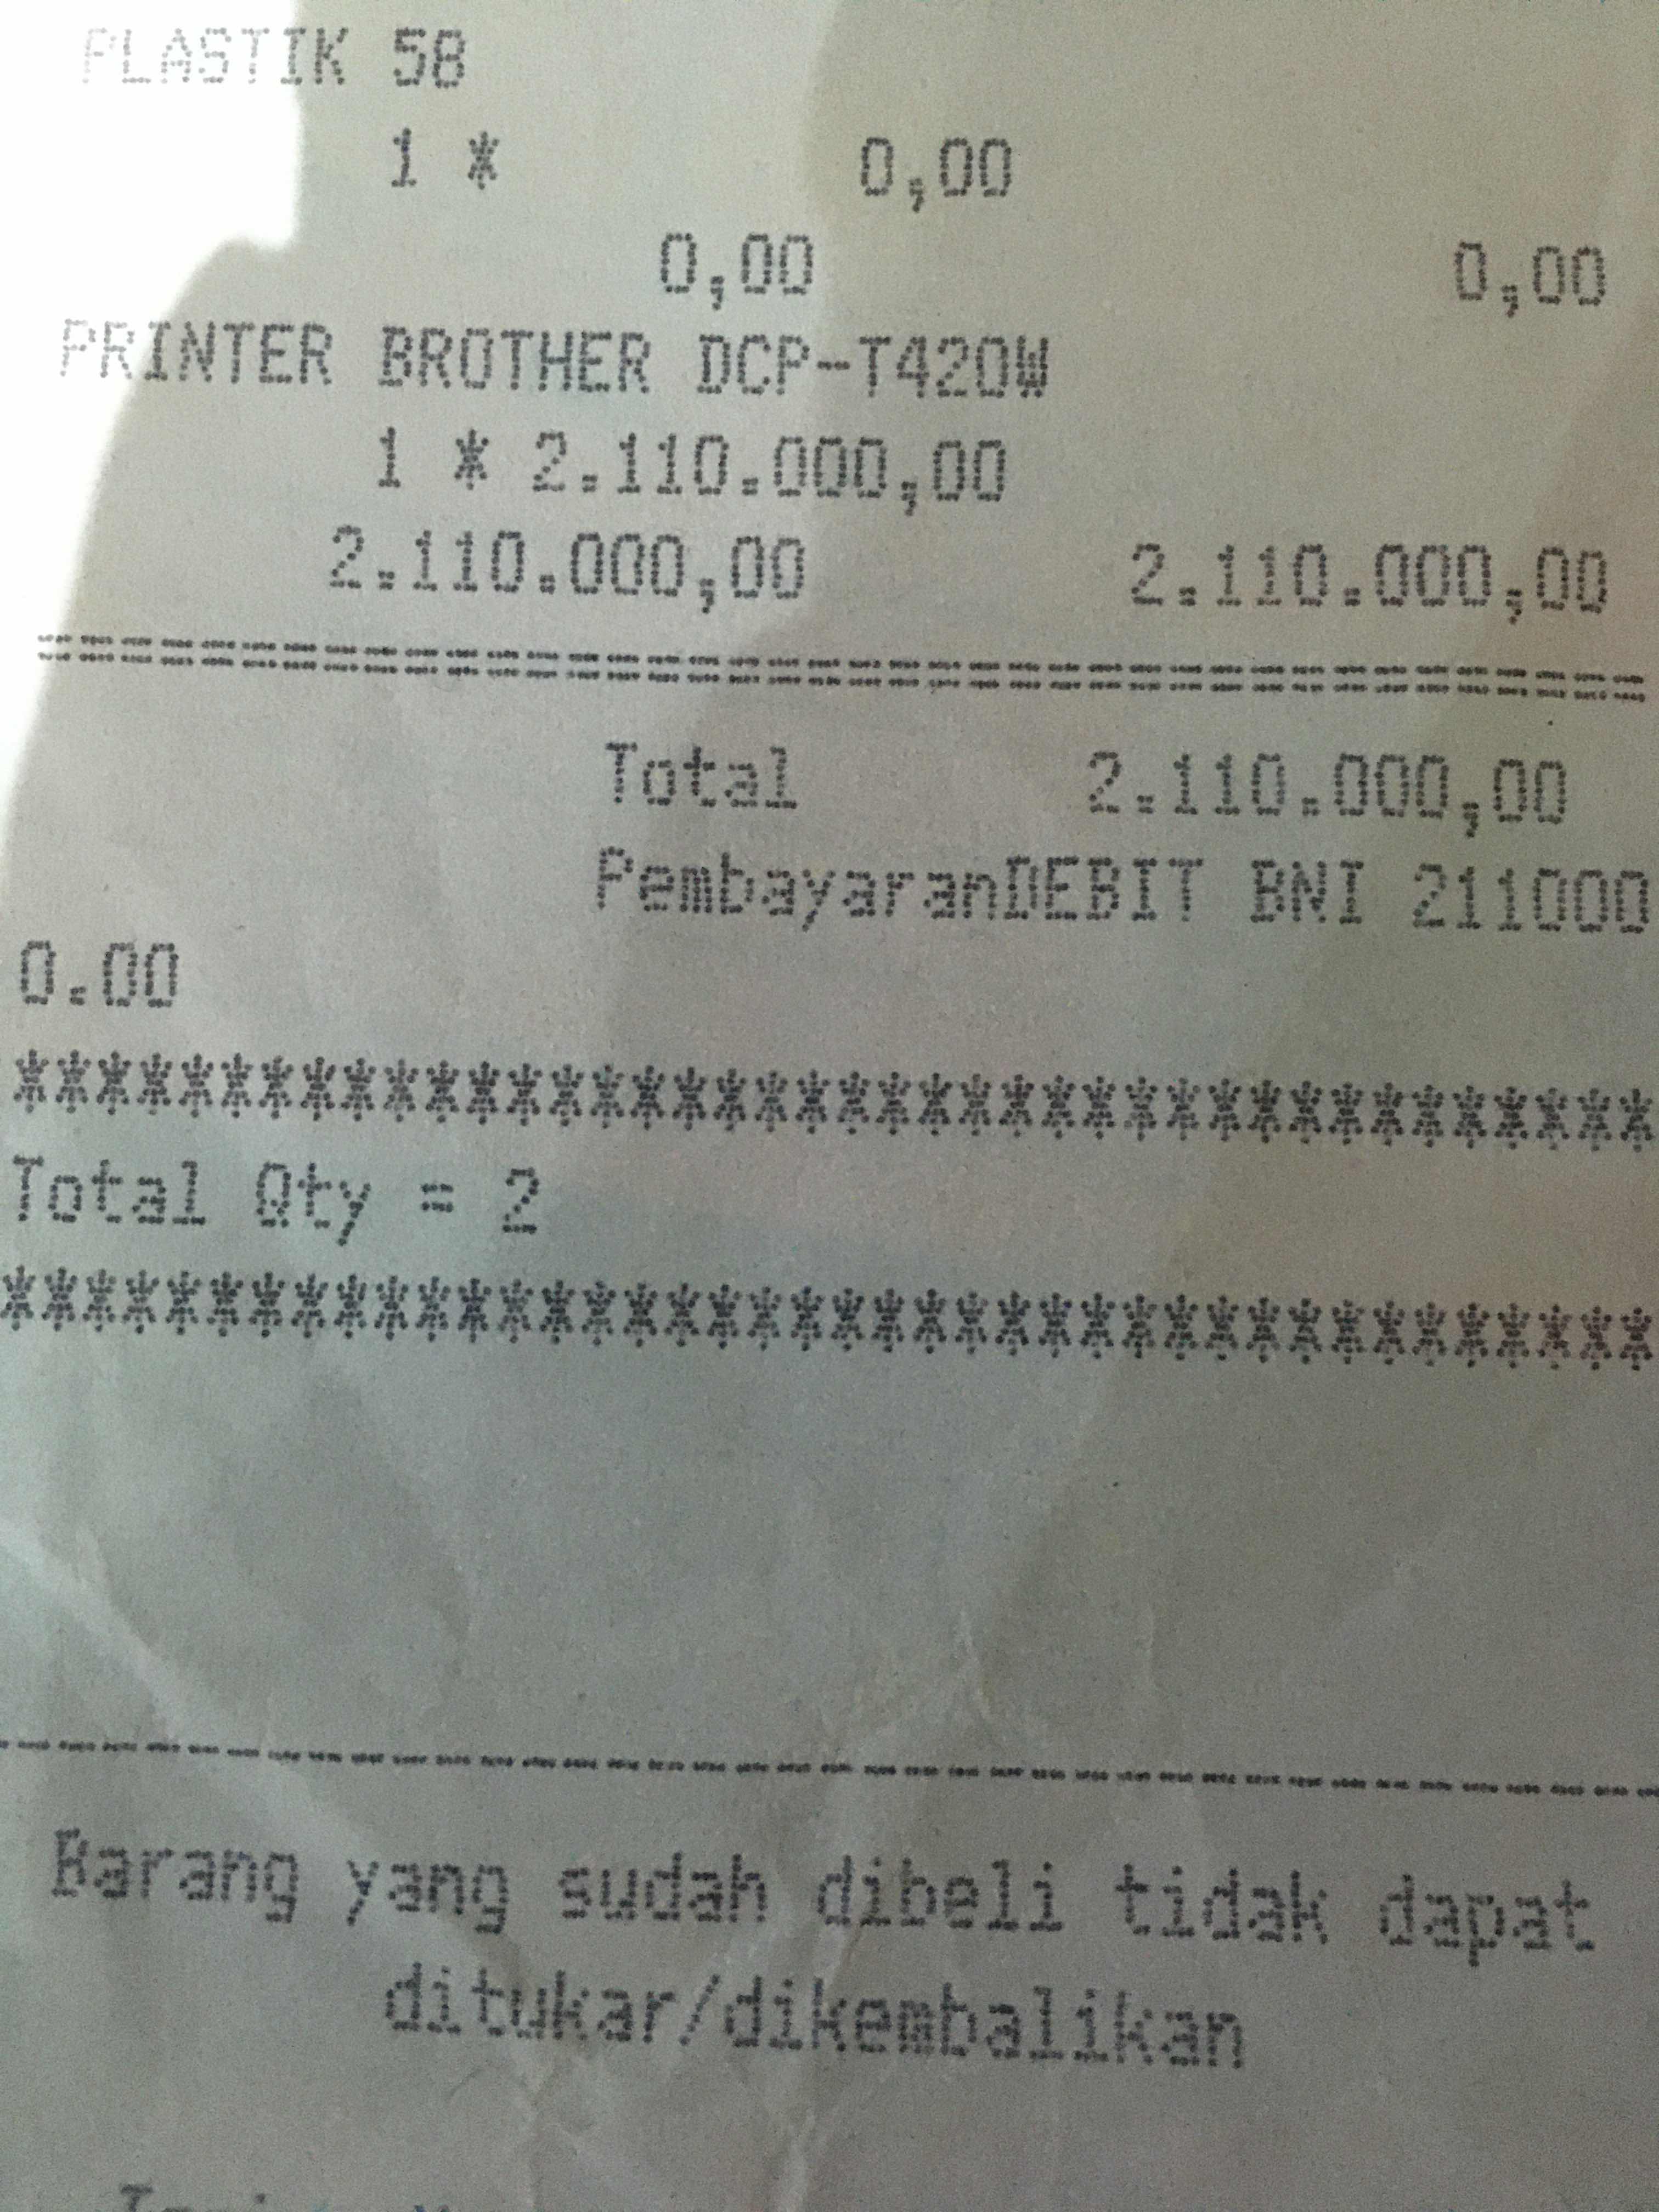 PLASTIK 58
1 * 0,00
0,00 0,00
PRINTER BROTHER DCP-T420W
1 * 2.110.000,00
2.110.000,00 2.110.000,00
========================================
Total 2.110.000,00
PembayaranDEBIT BNI 211000
0.00
****************************************
Total Qty = 2
****************************************
----------------------------------------
Barang yang sudah dibeli tidak dapat
ditukar/dikembalikan